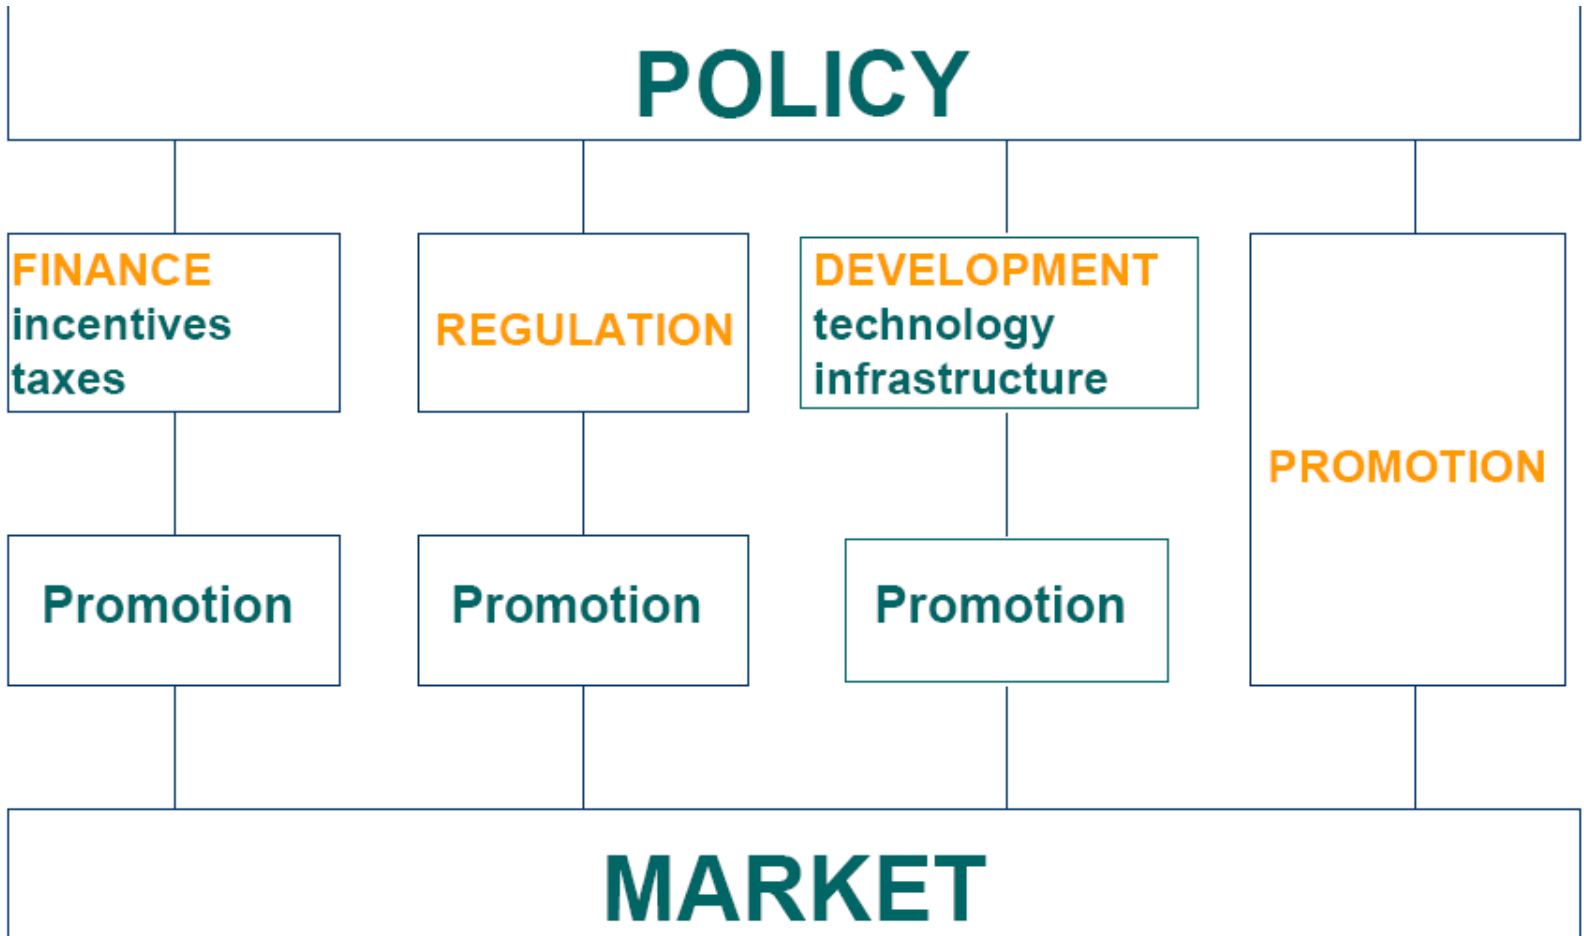 POLICY
FINANCE
incentives
taxes
REGULATION
DEVELOPMENT
technology
infrastructure
PROMOTION
Promotion
Promotion
Promotion
MARKET